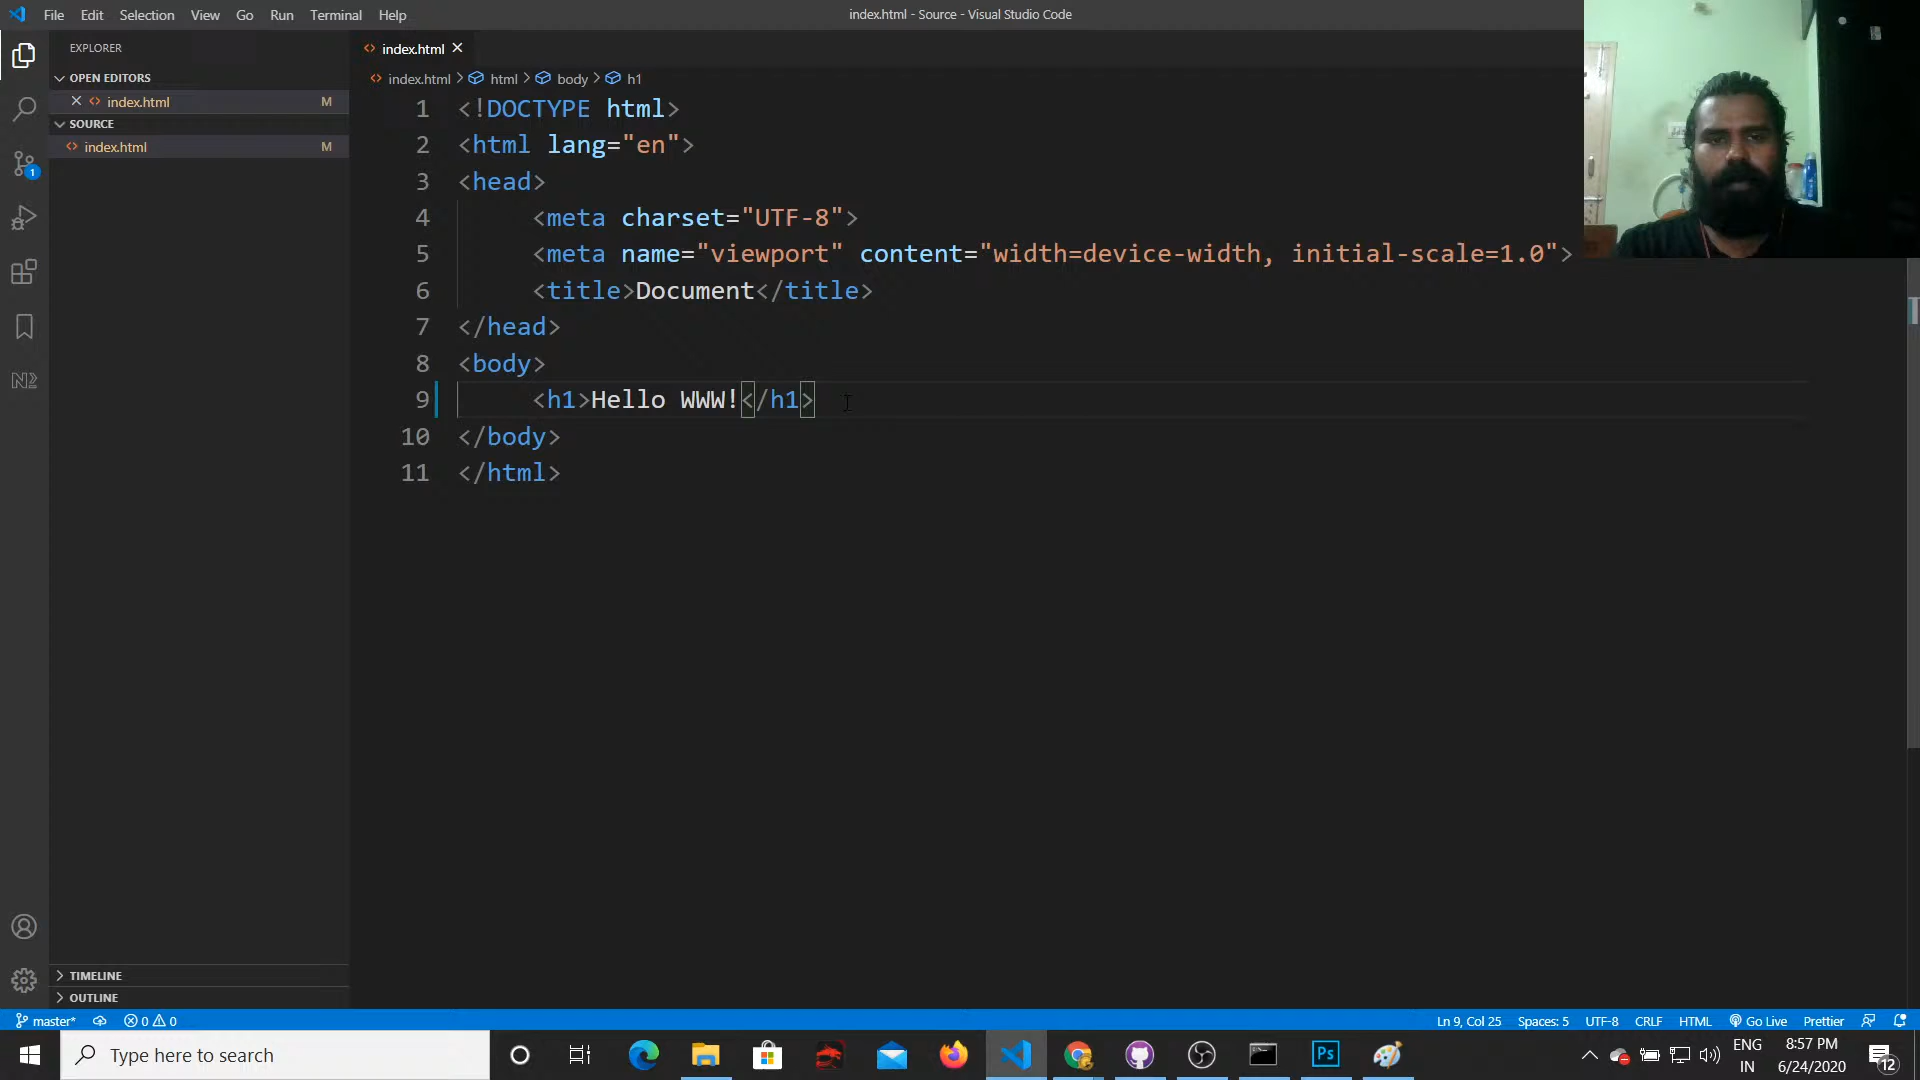 File Edit Selection View Go Run Terminal Help
index.html - Source - Visual Studio Code
EXPLORER
OPEN EDITORS
index.html M
SOURCE
index.html M
TIMELINE
OUTLINE
1
index.html
index.html > html > body > h1
1 <!DOCTYPE html>
2 <html lang="en">
3 <head>
4 <meta charset="UTF-8">
5 <meta name="viewport" content="width=device-width, initial-scale=1.0">
6 <title>Document</title>
7 </head>
8 <body>
9 <h1>Hello WWW!</h1>
10 </body>
11 </html>
master* 0 0
Ln 9, Col 25 Spaces: 5 UTF-8 CRLF HTML Go Live Prettier
Type here to search
Ps
ENG
IN
8:57 PM
6/24/2020
12